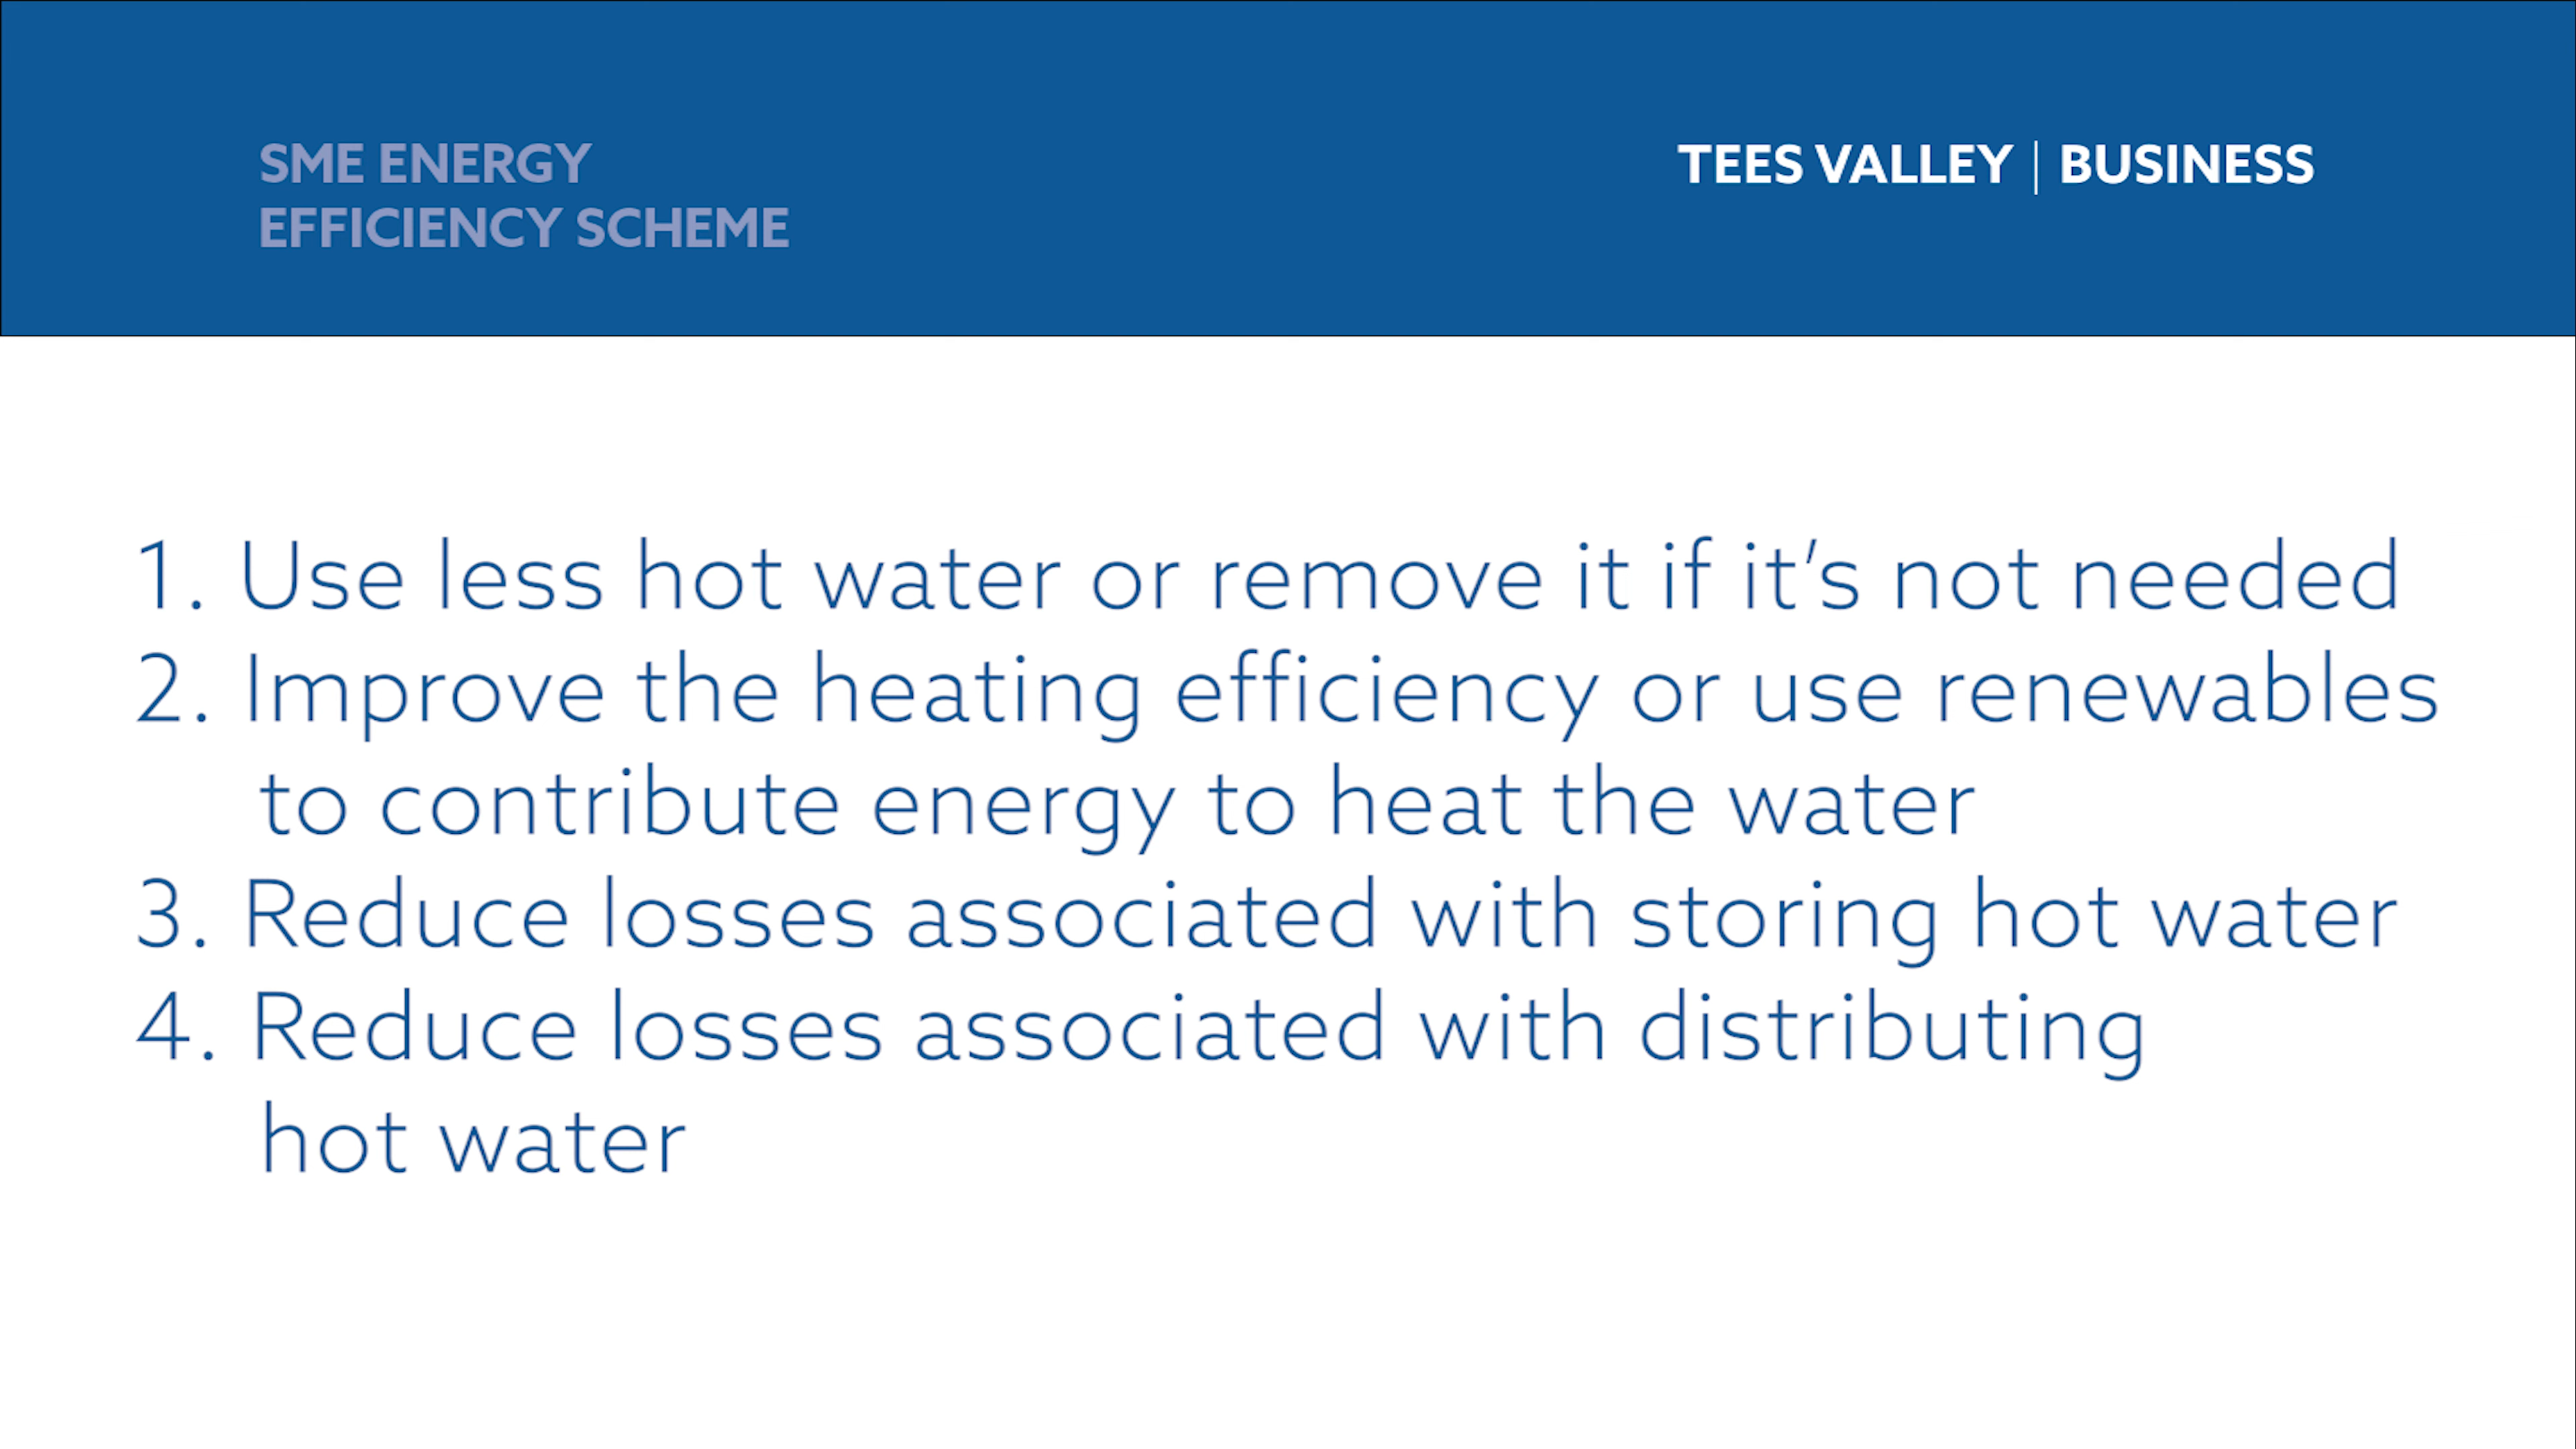 SME ENERGY
EFFICIENCY SCHEME
TEES VALLEY | BUSINESS
1. Use less hot water or remove it if it’s not needed
2. Improve the heating efficiency or use renewables
to contribute energy to heat the water
3. Reduce losses associated with storing hot water
4. Reduce losses associated with distributing
hot water